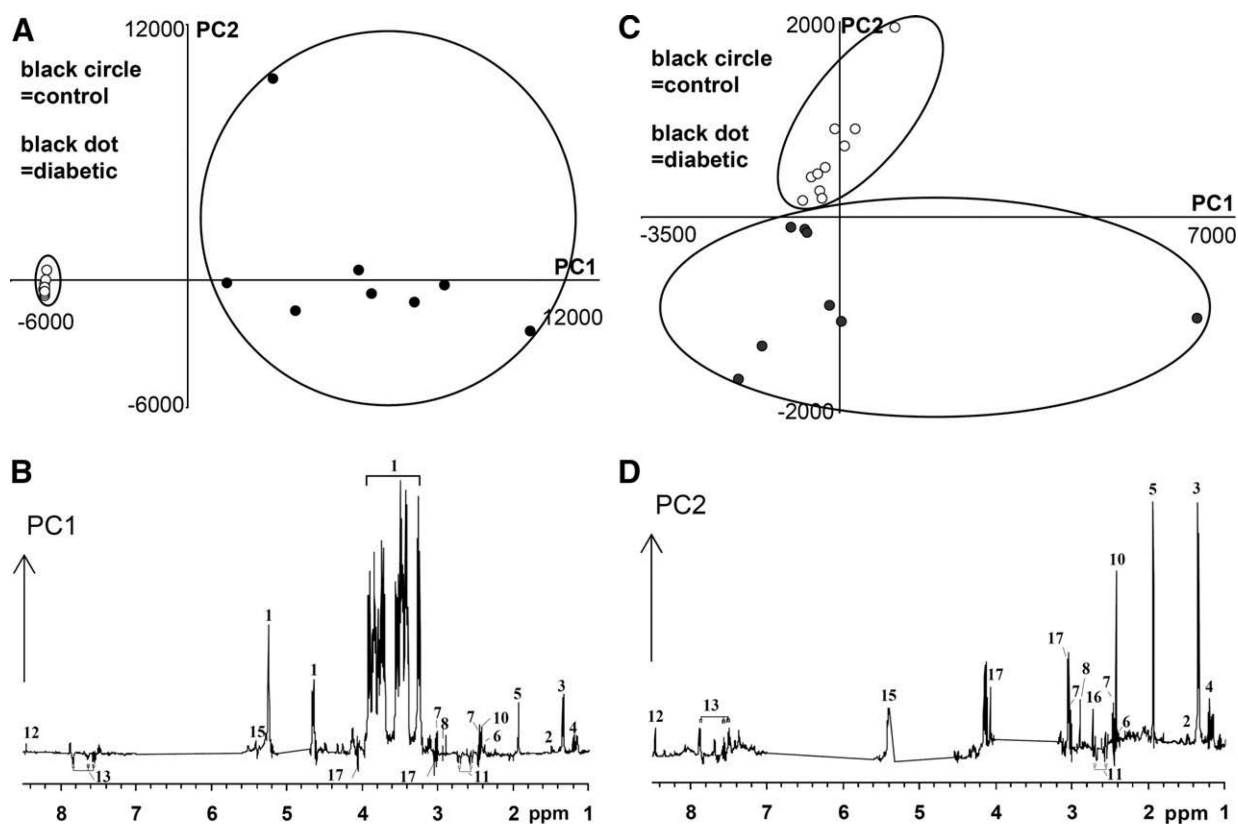 A
12000
PC2
black circle
=control
black dot
=diabetic
PC1
-6000
12000
-6000
C
2000
PC2
black circle
=control
black dot
=diabetic
PC1
-3500
7000
-2000
B
PC1
1
1
1
12
15
13
17
17
7
8
7
10
6
11
5
2
3
4
8 7 6 5 4 3 2 ppm 1
D
PC2
5
3
10
17
7
8
16
7
15
17
13
12
6
2
4
11
8 7 6 5 4 3 2 ppm 1